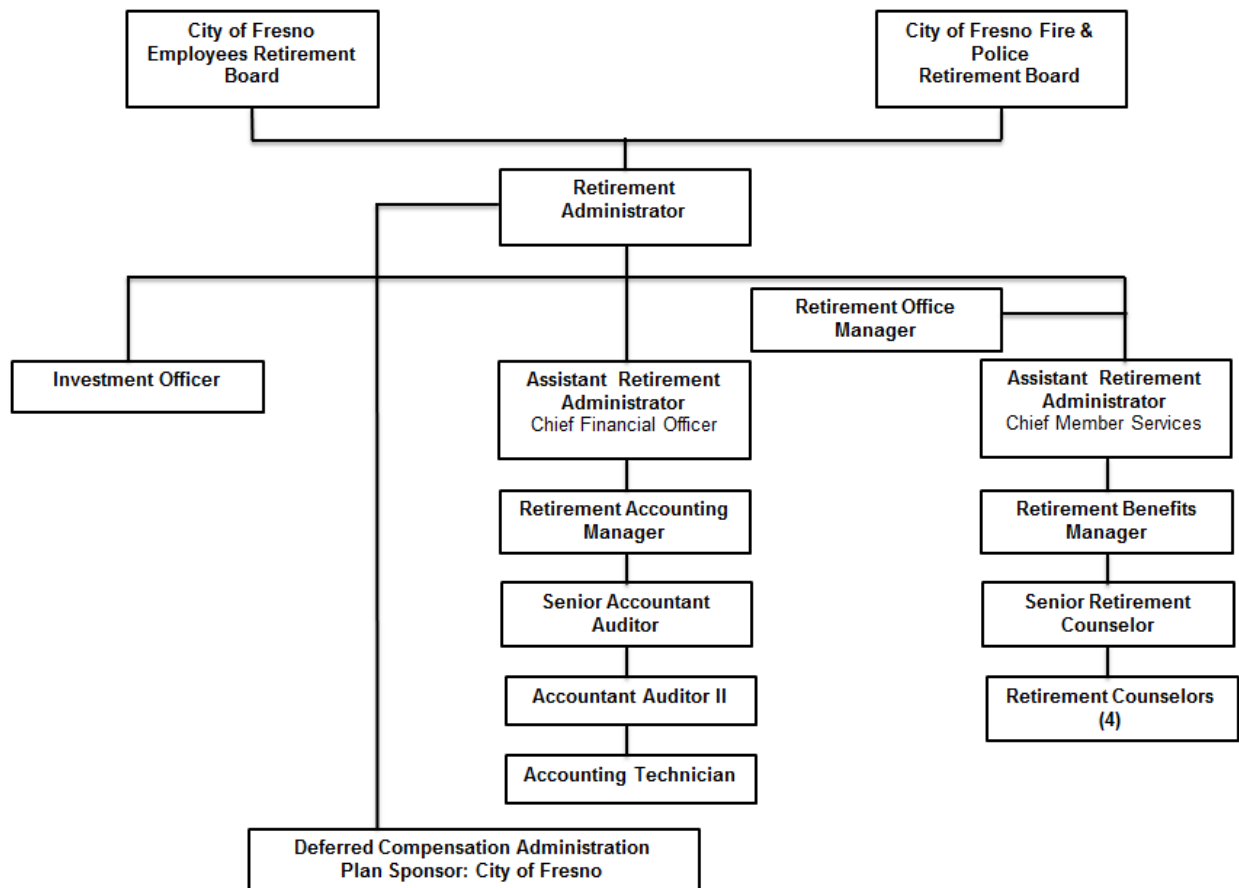 City of Fresno
Employees Retirement
Board
City of Fresno Fire &
Police
Retirement Board
Retirement
Administrator
Retirement Office
Manager
Investment Officer
Assistant Retirement
Administrator
Chief Financial Officer
Assistant Retirement
Administrator
Chief Member Services
Retirement Accounting
Manager
Retirement Benefits
Manager
Senior Accountant
Auditor
Senior Retirement
Counselor
Accountant Auditor II
Retirement Counselors
(4)
Accounting Technician
Deferred Compensation Administration
Plan Sponsor: City of Fresno